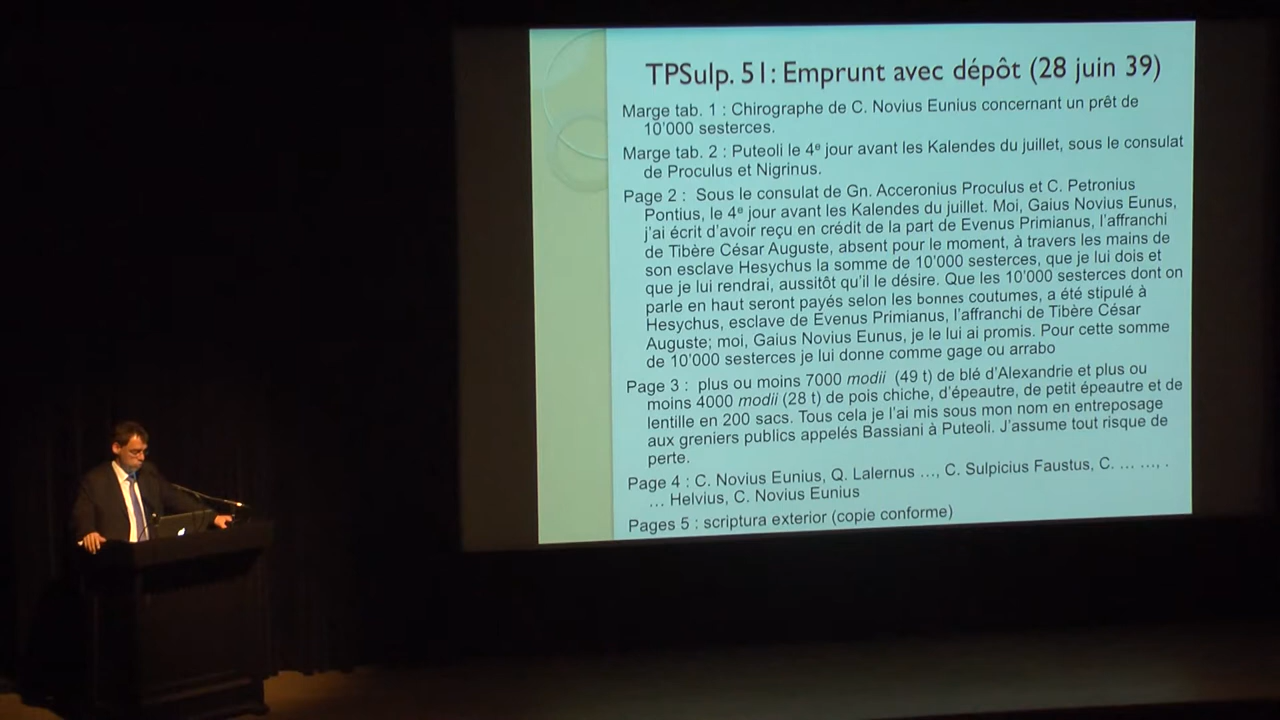 TPSulp. 51: Emprunt avec dépôt (28 juin 39)
Marge tab. 1 : Chirographe de C. Novius Eunius concernant un prêt de
10'000 sesterces.
Marge tab. 2 : Puteoli le 4e jour avant les Kalendes du juillet, sous le consulat
de Proculus et Nigrinus.
Page 2 : Sous le consulat de Gn. Acceronius Proculus et C. Petronius
Pontius, le 4e jour avant les Kalendes du juillet. Moi, Gaius Novius Eunus,
j'ai écrit d'avoir reçu en crédit de la part de Evenus Primianus, l'affranchi
de Tibère César Auguste, absent pour le moment, à travers les mains de
son esclave Hesychus la somme de 10'000 sesterces, que je lui dois et
que je lui rendrai, aussitôt qu'il le désire. Que les 10'000 sesterces dont on
parle en haut seront payés selon les bonnes coutumes, a été stipulé à
Hesychus, esclave de Evenus Primianus, l'affranchi de Tibère César
Auguste; moi, Gaius Novius Eunus, je le lui ai promis. Pour cette somme
de 10'000 sesterces je lui donne comme gage ou arrabo
Page 3 : plus ou moins 7000 modii (49 t) de blé d'Alexandrie et plus ou
moins 4000 modii (28 t) de pois chiche, d'épeautre, de petit épeautre et de
lentille en 200 sacs. Tous cela je l'ai mis sous mon nom en entreposage
aux greniers publics appelés Bassiani à Puteoli. J'assume tout risque de
perte.
Page 4 : C. Novius Eunius, Q. Lalernus …, C. Sulpicius Faustus, C. … …, .
… Helvius, C. Novius Eunius
Pages 5 : scriptura exterior (copie conforme)